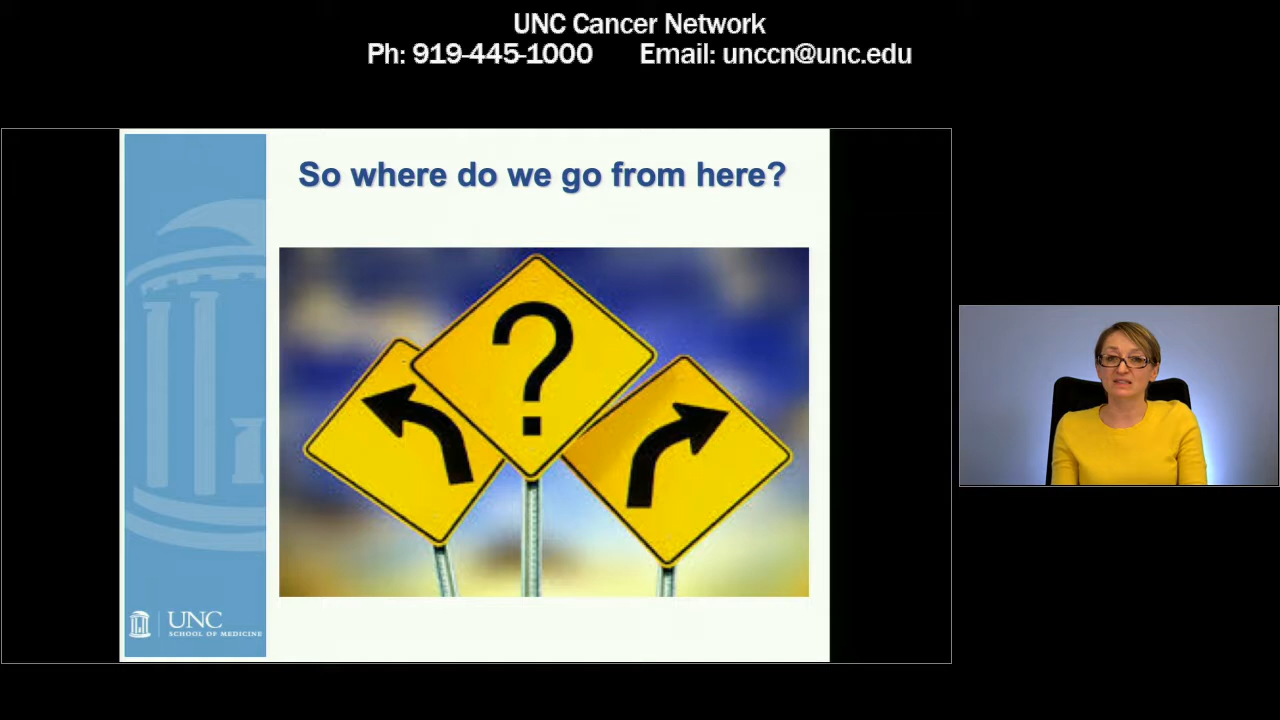 UNC Cancer Network
Ph: 919-445-1000 Email: unccn@unc.edu
So where do we go from here?
?
UNC
SCHOOL OF MEDICINE